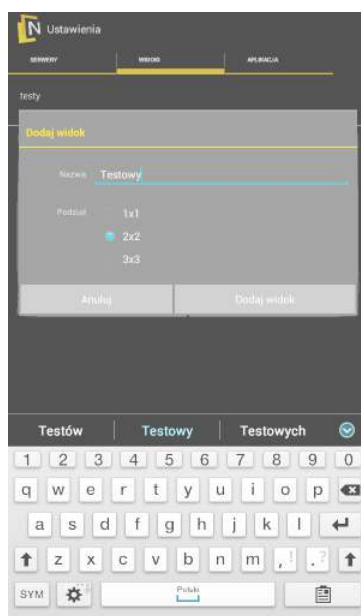 N Ustawienia
SERWERY WIDOKI APLIKACJA
testy
Dodaj widok
Nazwa Testowy
Podział 1x1
2x2
3x3
Anuluj Dodaj widok
Testów Testowy Testowych
1 2 3 4 5 6 7 8 9 0
q w e r t y u i o p
a s d f g h j k l
z x c v b n m , ! . ?
SYM Polski